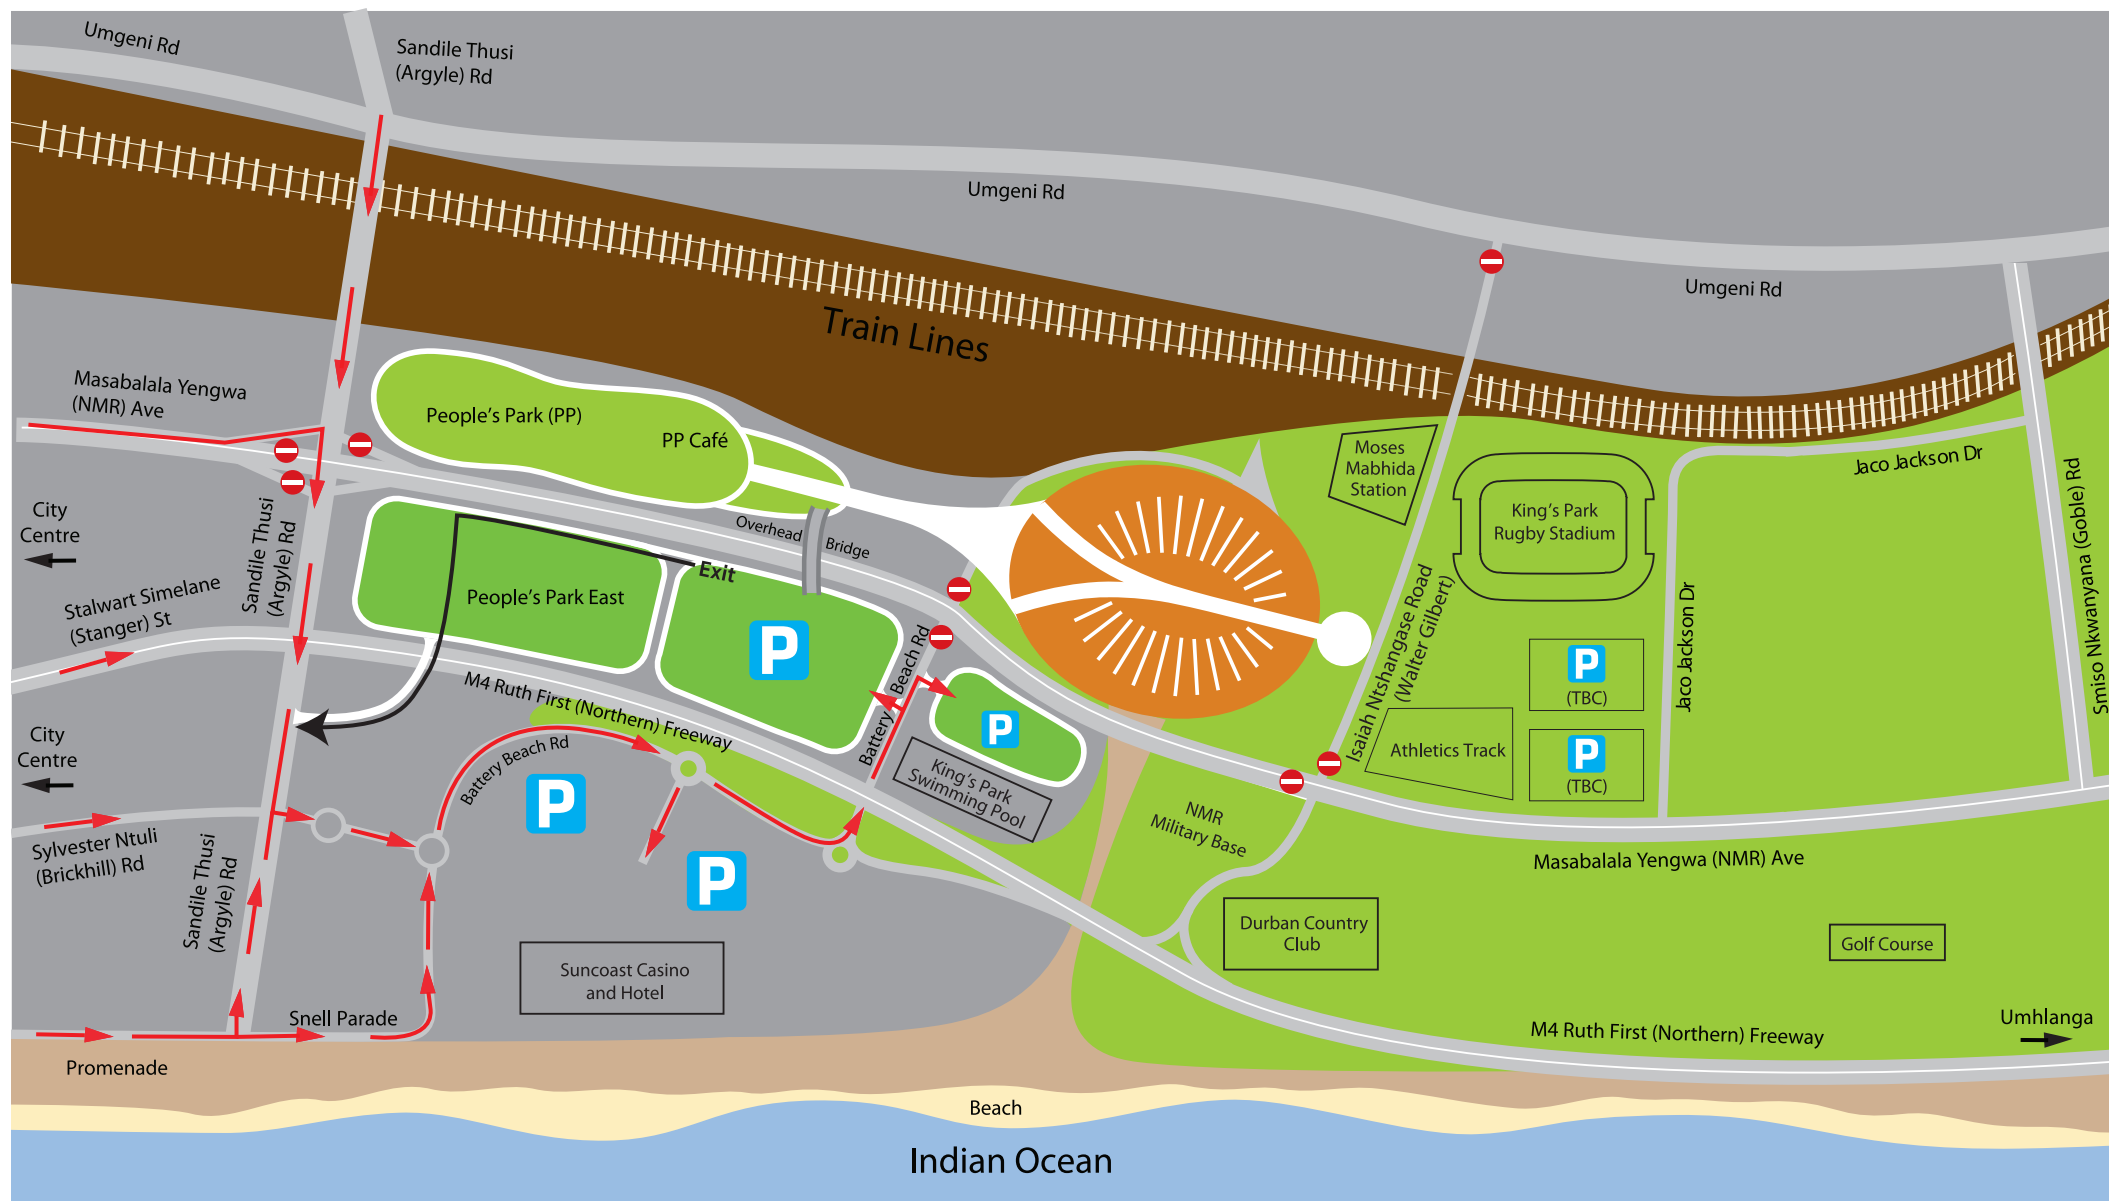 Umgeni Rd
Sandile Thusi
(Argyle) Rd
Umgeni Rd
Umgeni Rd
Train Lines
Masabalala Yengwa
(NMR) Ave
People's Park (PP)
PP Café
Moses
Mabhida
Station
King's Park
Rugby Stadium
Jaco Jackson Dr
Smiso Nkwanyana (Goble) Rd
City
Centre
Sandile Thusi
(Argyle) Rd
Overhead
Bridge
Exit
People's Park East
Stalwart Simelane
(Stanger) St
P
Battery Beach Rd
Isaiah Ntshangase Road
(Walter Gilbert)
P
(TBC)
Jaco Jackson Dr
M4 Ruth First (Northern) Freeway
P
City
Centre
Battery Beach Rd
P
King's Park
Swimming Pool
Athletics Track
P
(TBC)
NMR
Military Base
Sylvester Ntuli
(Brickhill) Rd
Sandile Thusi
(Argyle) Rd
P
Masabalala Yengwa (NMR) Ave
Durban Country
Club
Golf Course
Suncoast Casino
and Hotel
Snell Parade
M4 Ruth First (Northern) Freeway
Umhlanga
Promenade
Beach
Indian Ocean